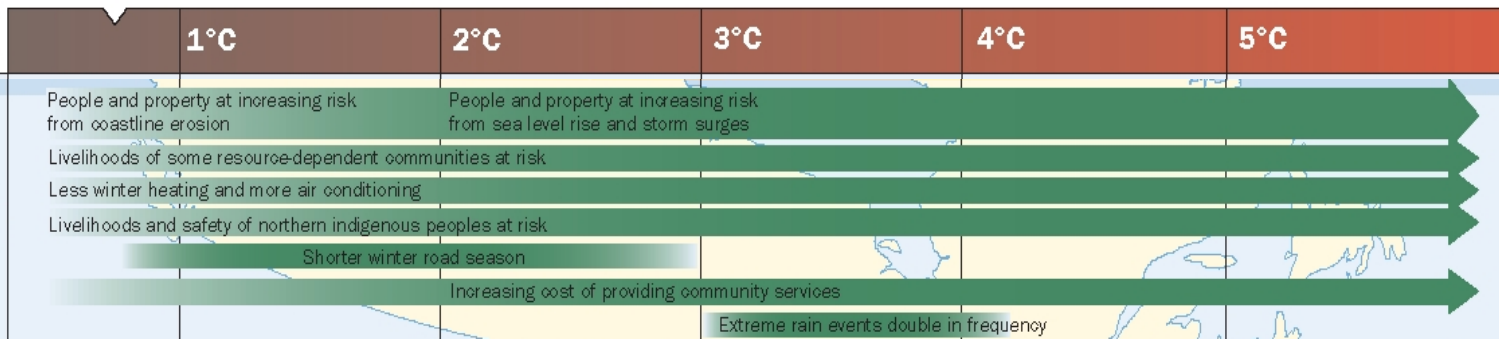 1°C 2°C 3°C 4°C 5°C
People and property at increasing risk
from coastline erosion
People and property at increasing risk
from sea level rise and storm surges
Livelihoods of some resource-dependent communities at risk
Less winter heating and more air conditioning
Livelihoods and safety of northern indigenous peoples at risk
Shorter winter road season
Increasing cost of providing community services
Extreme rain events double in frequency